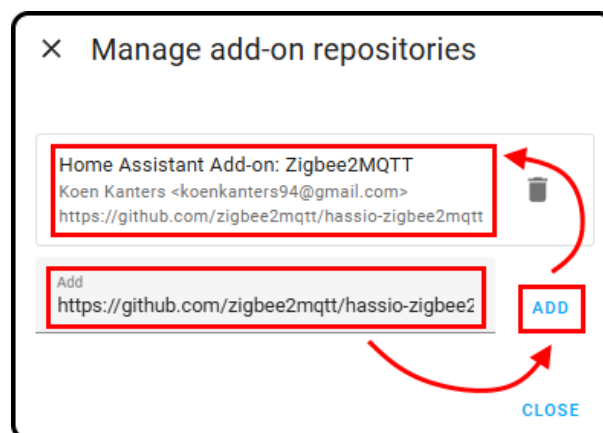 Manage add-on repositories
Home Assistant Add-on: Zigbee2MQTT
Koen Kanters <koenkanters94@gmail.com>
https://github.com/zigbee2mqtt/hassio-zigbee2mqtt
Add
https://github.com/zigbee2mqtt/hassio-zigbee2
ADD
CLOSE